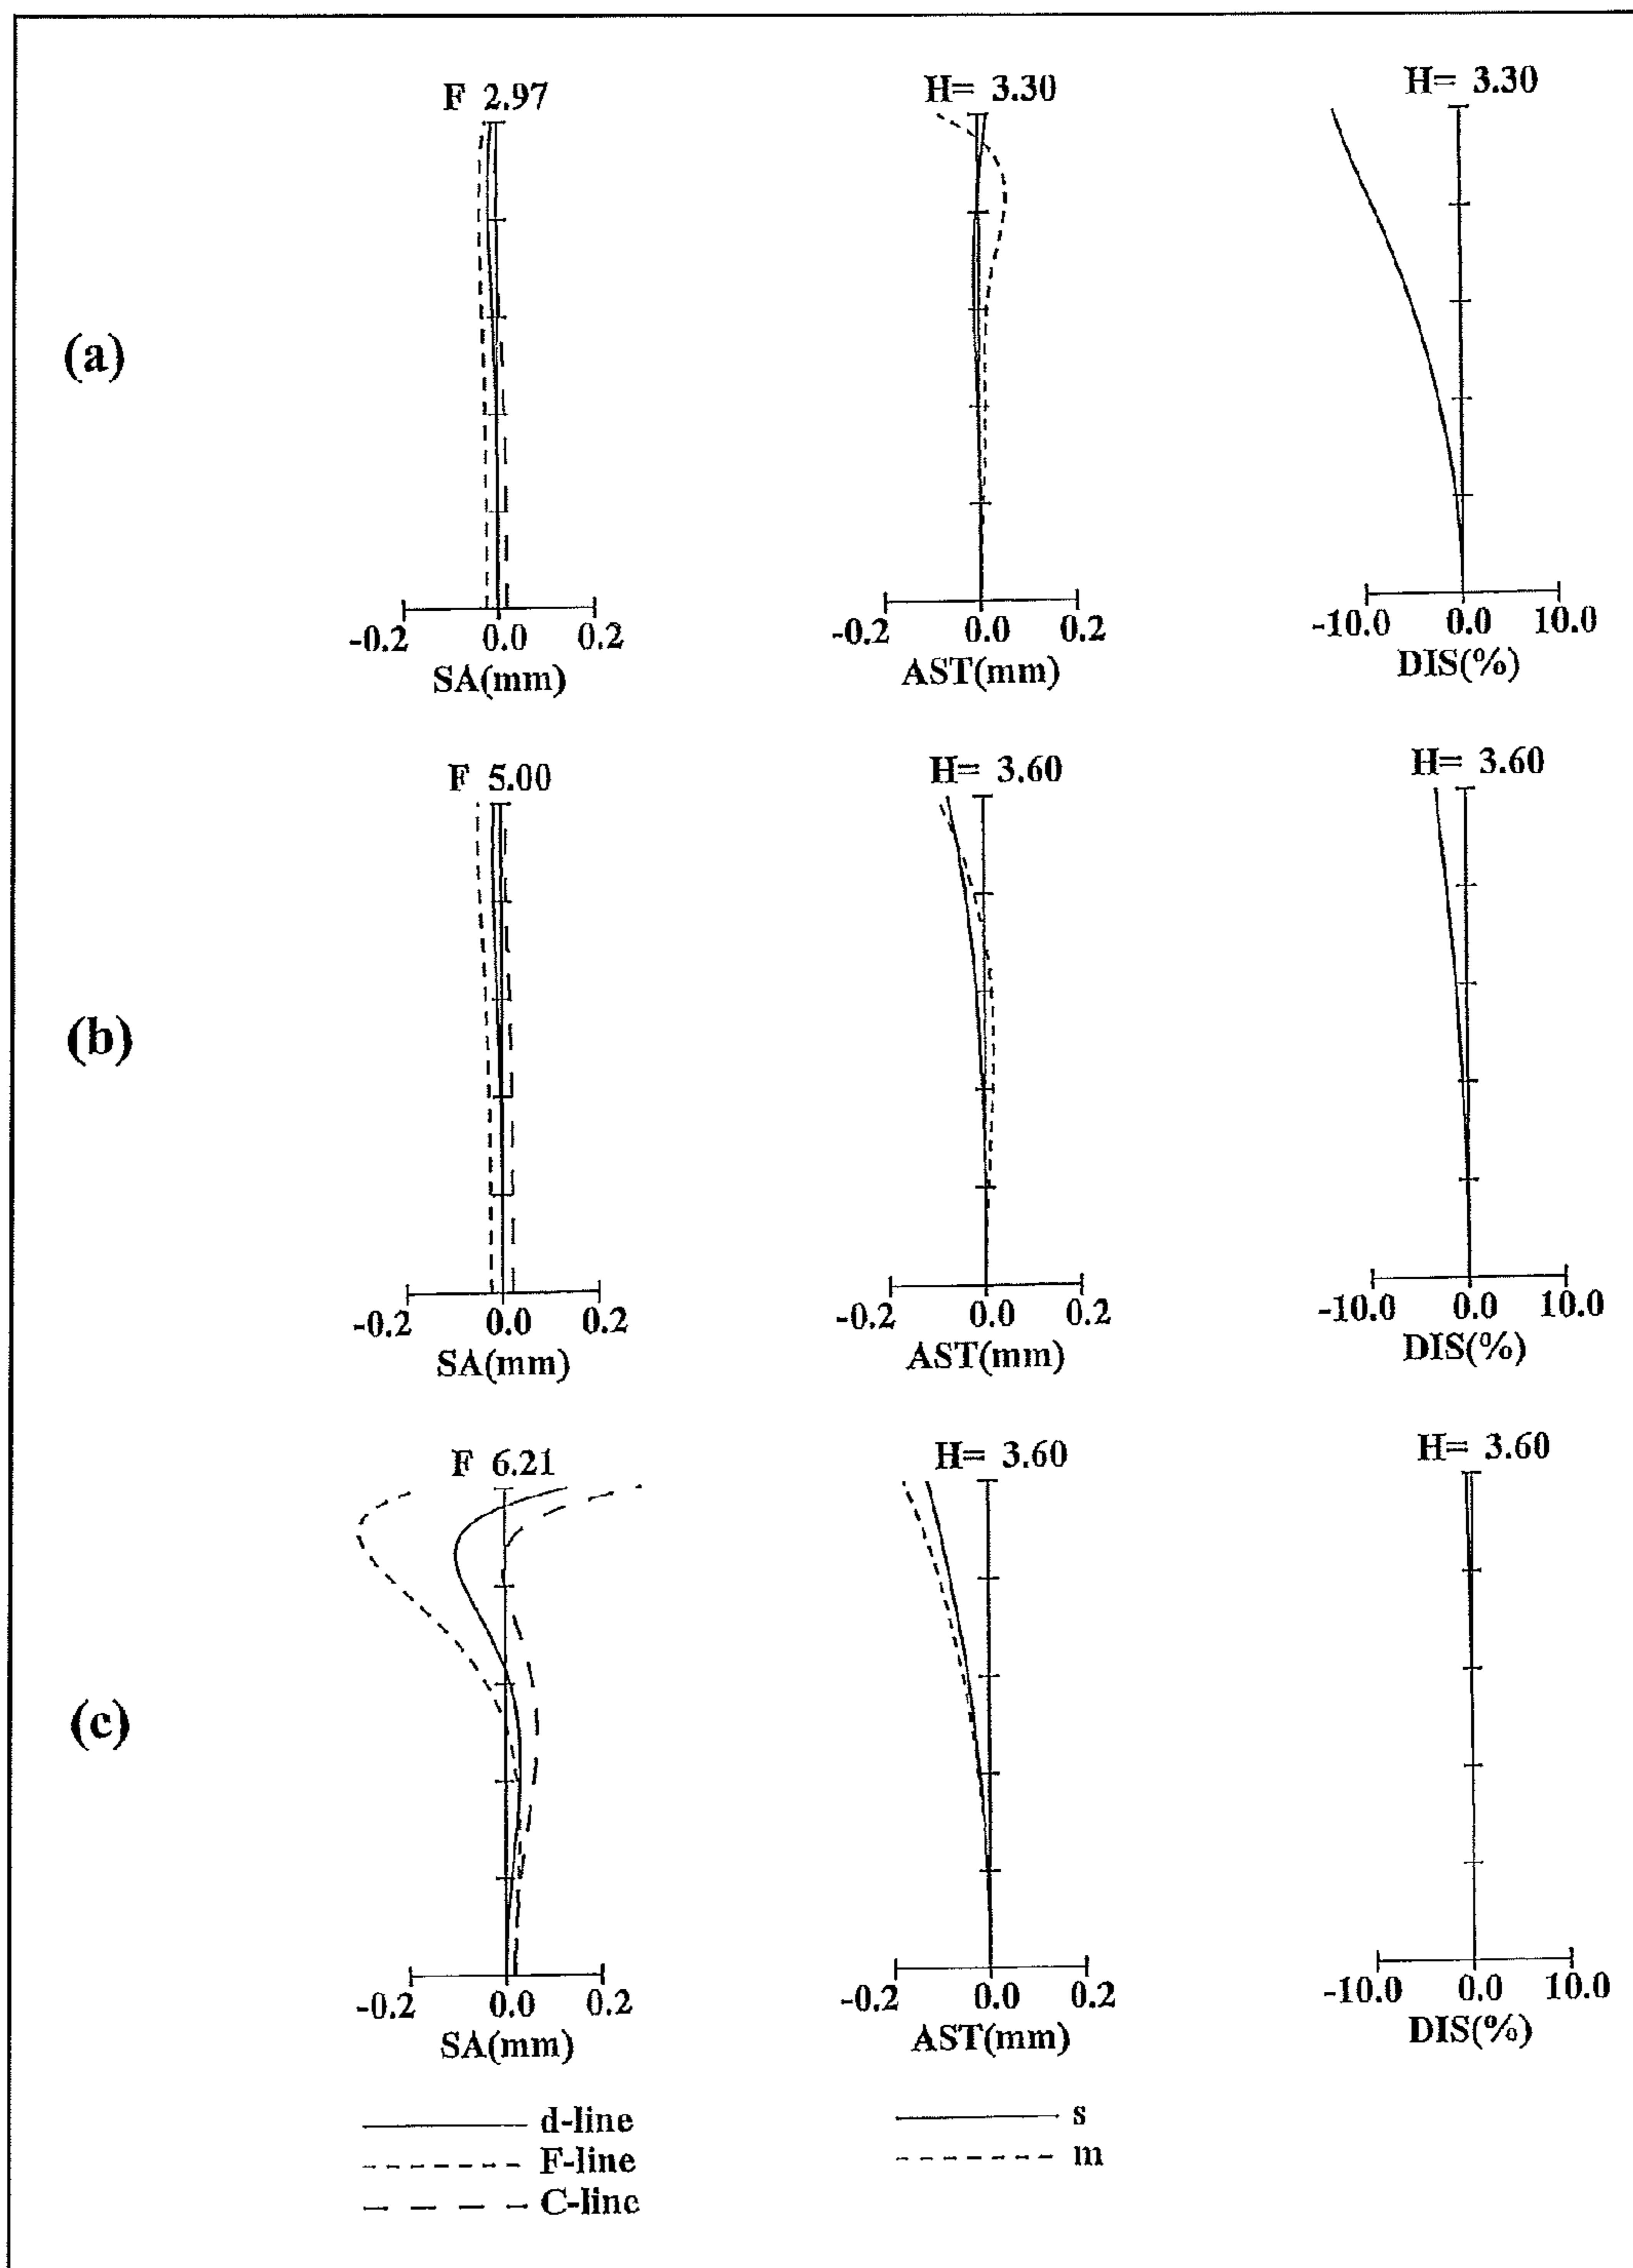 F 2.97
H= 3.30
H= 3.30
(a)
-0.2 0.0 0.2
SA(mm)
-0.2 0.0 0.2
AST(mm)
-10.0 0.0 10.0
DIS(%)
F 5.00
H= 3.60
H= 3.60
(b)
-0.2 0.0 0.2
SA(mm)
-0.2 0.0 0.2
AST(mm)
-10.0 0.0 10.0
DIS(%)
F 6.21
H= 3.60
H= 3.60
(c)
-0.2 0.0 0.2
SA(mm)
-0.2 0.0 0.2
AST(mm)
-10.0 0.0 10.0
DIS(%)
d-line
F-line
C-line
s
m